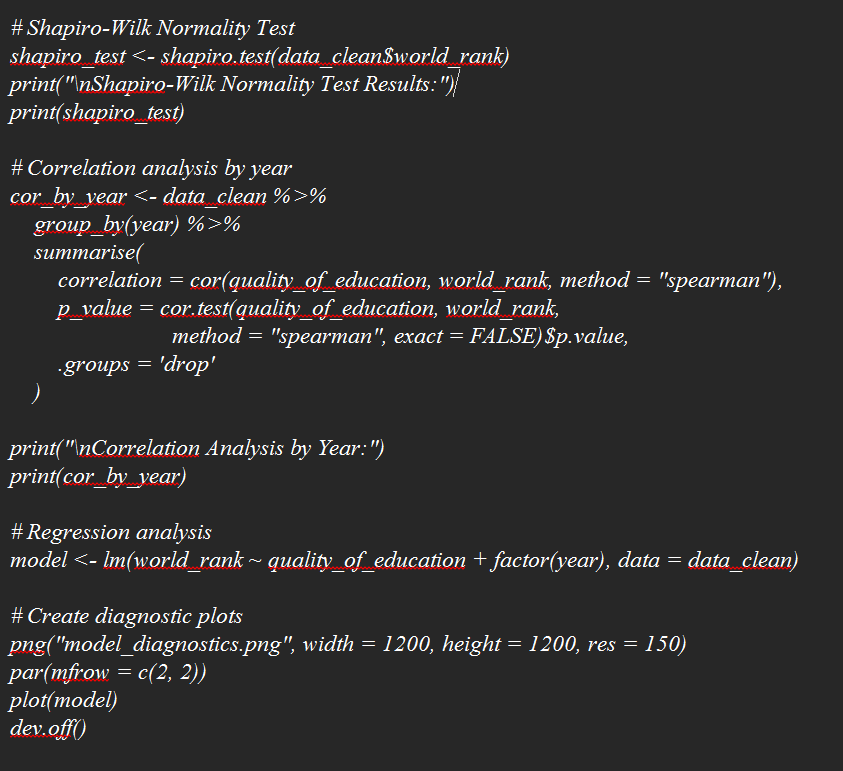 # Shapiro-Wilk Normality Test
shapiro_test <- shapiro.test(data_clean$world_rank)
print("\nShapiro-Wilk Normality Test Results:")
print(shapiro_test)
# Correlation analysis by year
cor_by_year <- data_clean %>%
group_by(year) %>%
summarise(
correlation = cor(quality_of_education, world_rank, method = "spearman"),
p_value = cor.test(quality_of_education, world_rank,
method = "spearman", exact = FALSE)$p.value,
.groups = 'drop'
)
print("\nCorrelation Analysis by Year:")
print(cor_by_year)
# Regression analysis
model <- lm(world_rank ~ quality_of_education + factor(year), data = data_clean)
# Create diagnostic plots
png("model_diagnostics.png", width = 1200, height = 1200, res = 150)
par(mfrow = c(2, 2))
plot(model)
dev.off()